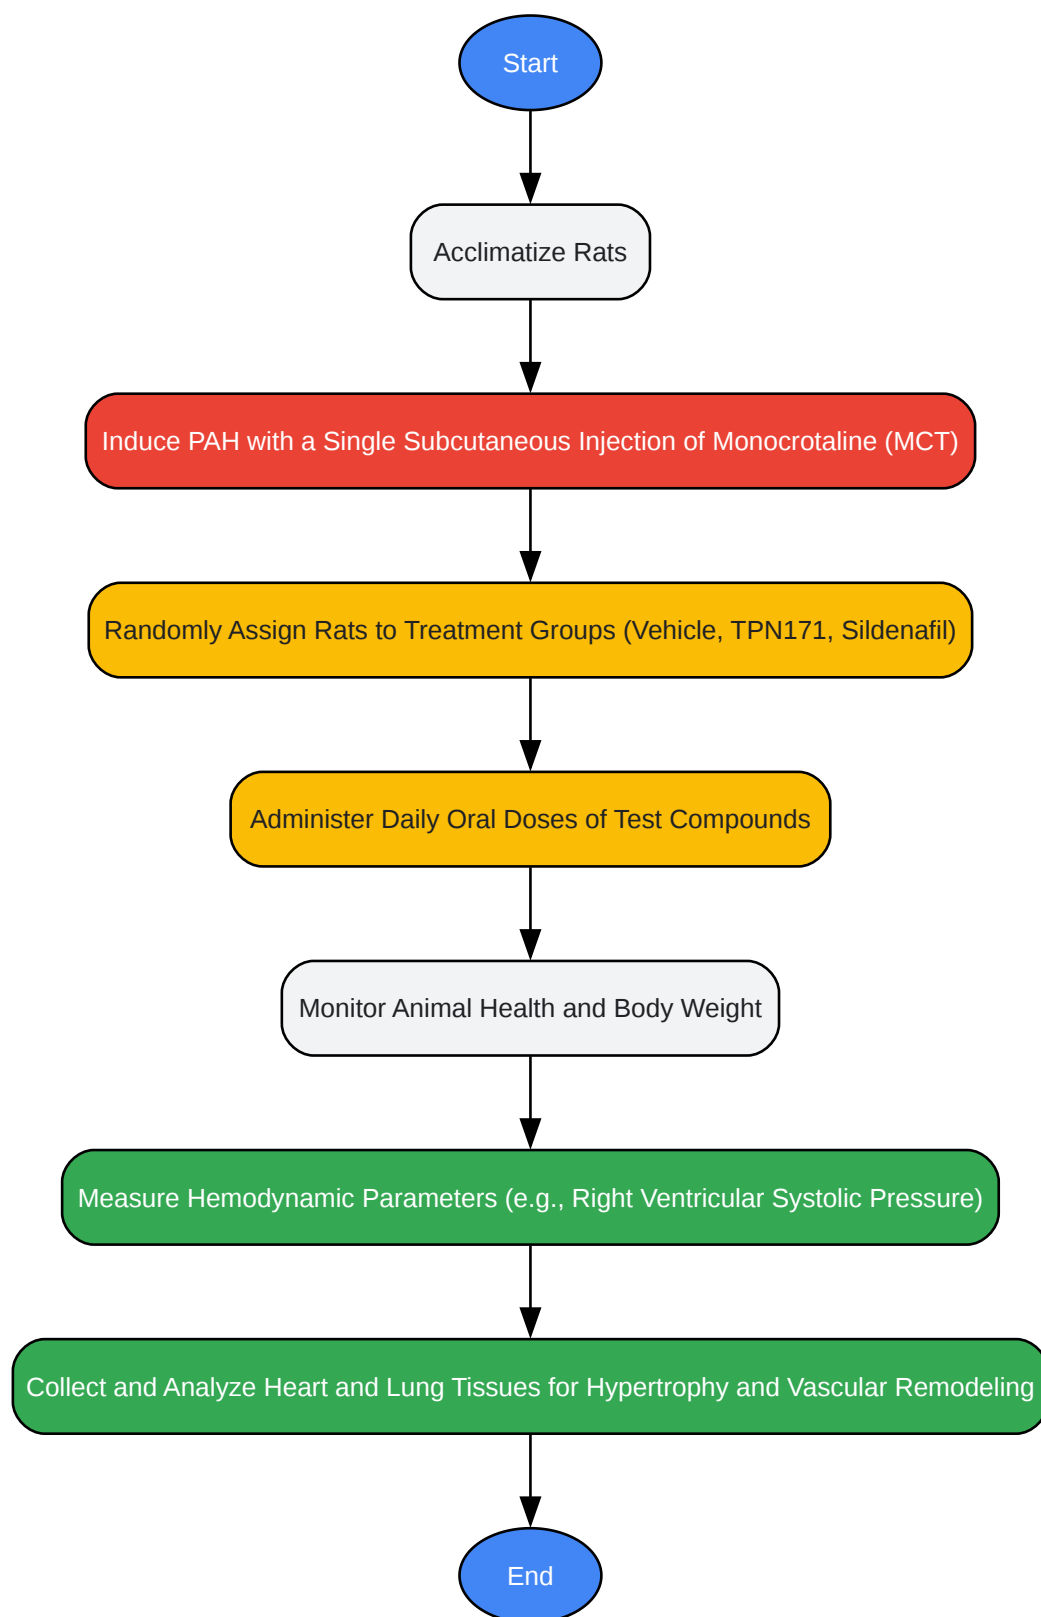 Start
Acclimatize Rats
Induce PAH with a Single Subcutaneous Injection of Monocrotaline (MCT)
Randomly Assign Rats to Treatment Groups (Vehicle, TPN171, Sildenafil)
Administer Daily Oral Doses of Test Compounds
Monitor Animal Health and Body Weight
Measure Hemodynamic Parameters (e.g., Right Ventricular Systolic Pressure)
Collect and Analyze Heart and Lung Tissues for Hypertrophy and Vascular Remodeling
End